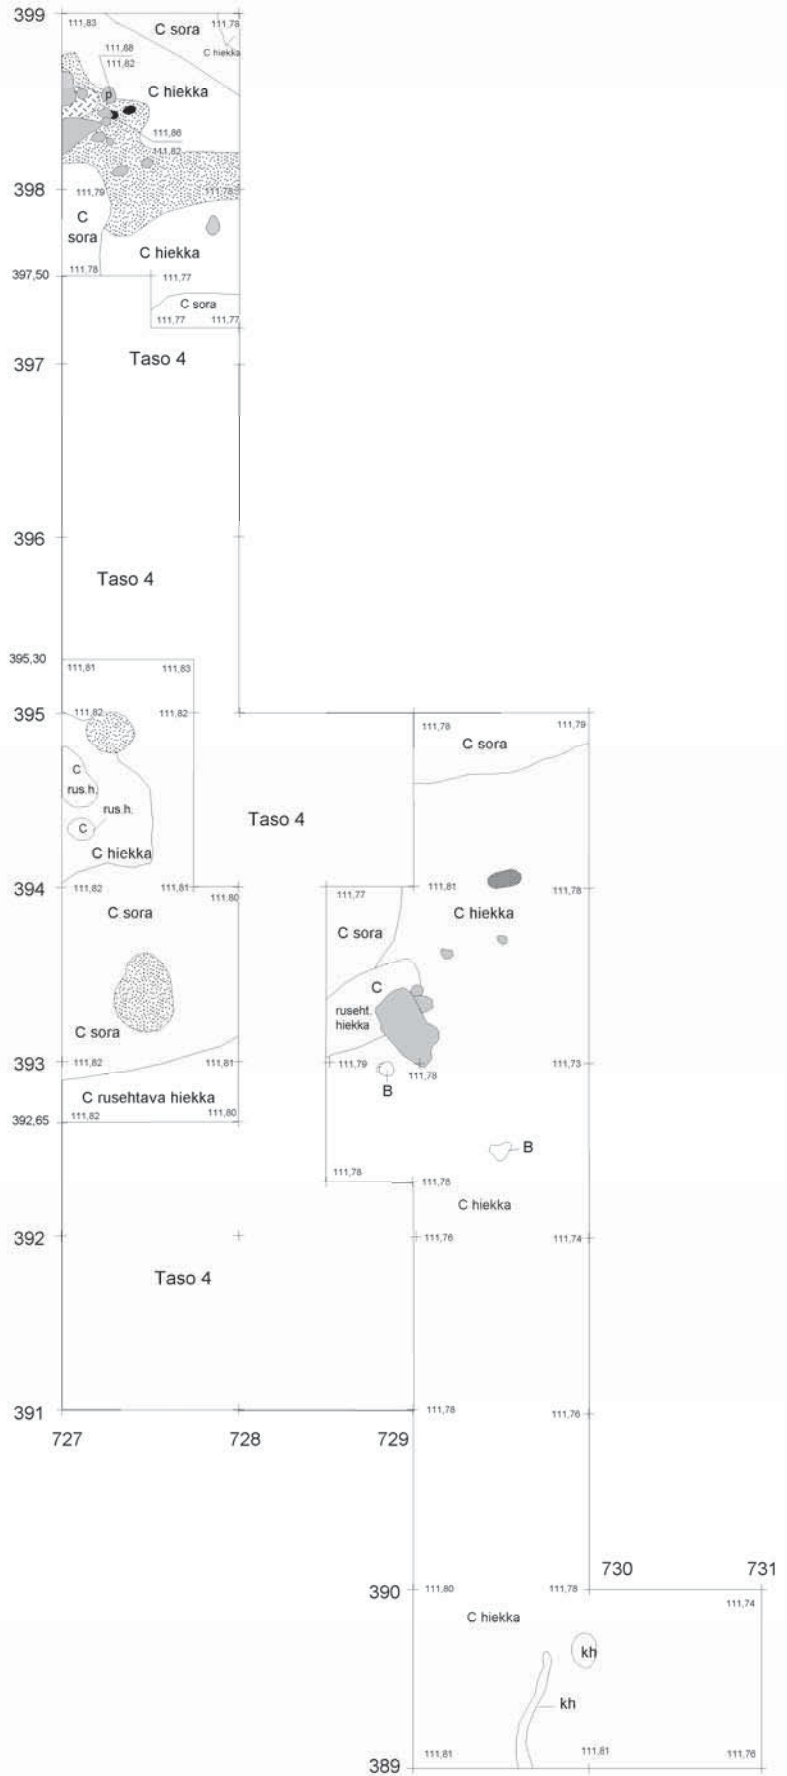 399
111,83
C sora
111,78
C hiekka
111,68
111,82
p
C hiekka
111,86
111,82
398
111,79
111,78
C
sora
C hiekka
397,50
111,78
111,77
C sora
111,77
111,77
Taso 4
397
396
Taso 4
395,30
111,81
111,83
395
111,82
111,82
111,78
111,79
C sora
C
rus.h.
rus.h.
C
C hiekka
Taso 4
394
111,82
111,81
111,80
111,77
111,81
111,78
C sora
C sora
C hiekka
C
ruseht.
hiekka
C sora
393
111,82
111,81
111,79
111,78
111,73
B
C rusehtava hiekka
392,65
111,82
111,80
B
111,78
111,78
C hiekka
392
111,76
111,74
Taso 4
391
111,78
111,76
727
728
729
730
731
390
111,80
111,78
111,74
C hiekka
kh
kh
389
111,81
111,81
111,76